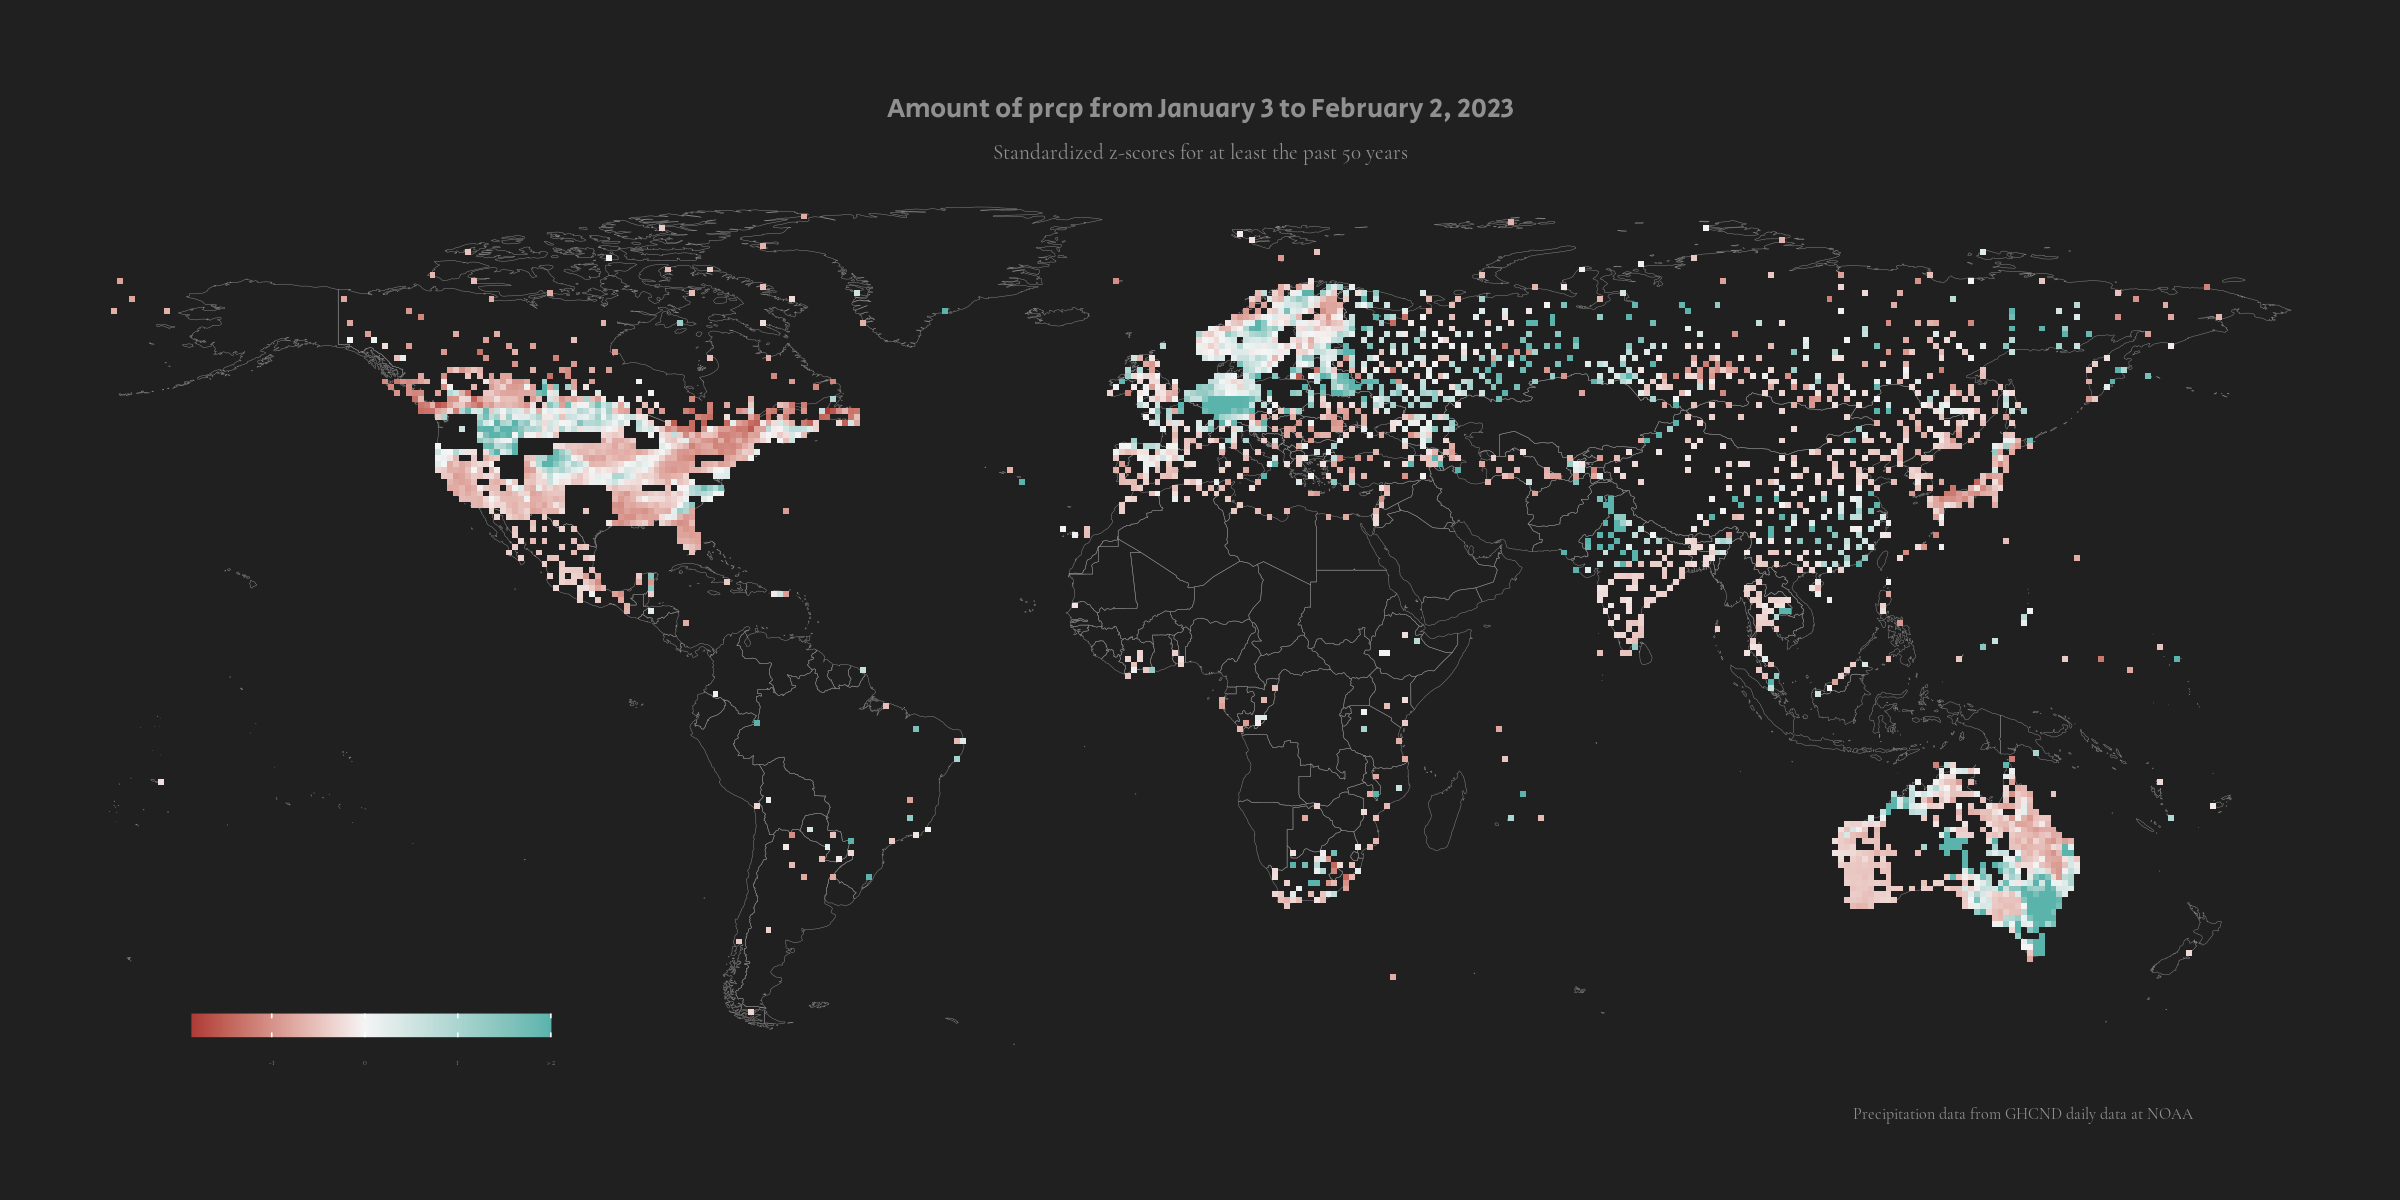 Amount of prcp from January 3 to February 2, 2023
Standardized z-scores for at least the past 50 years
-1 0 1 >2
Precipitation data from GHCND daily data at NOAA